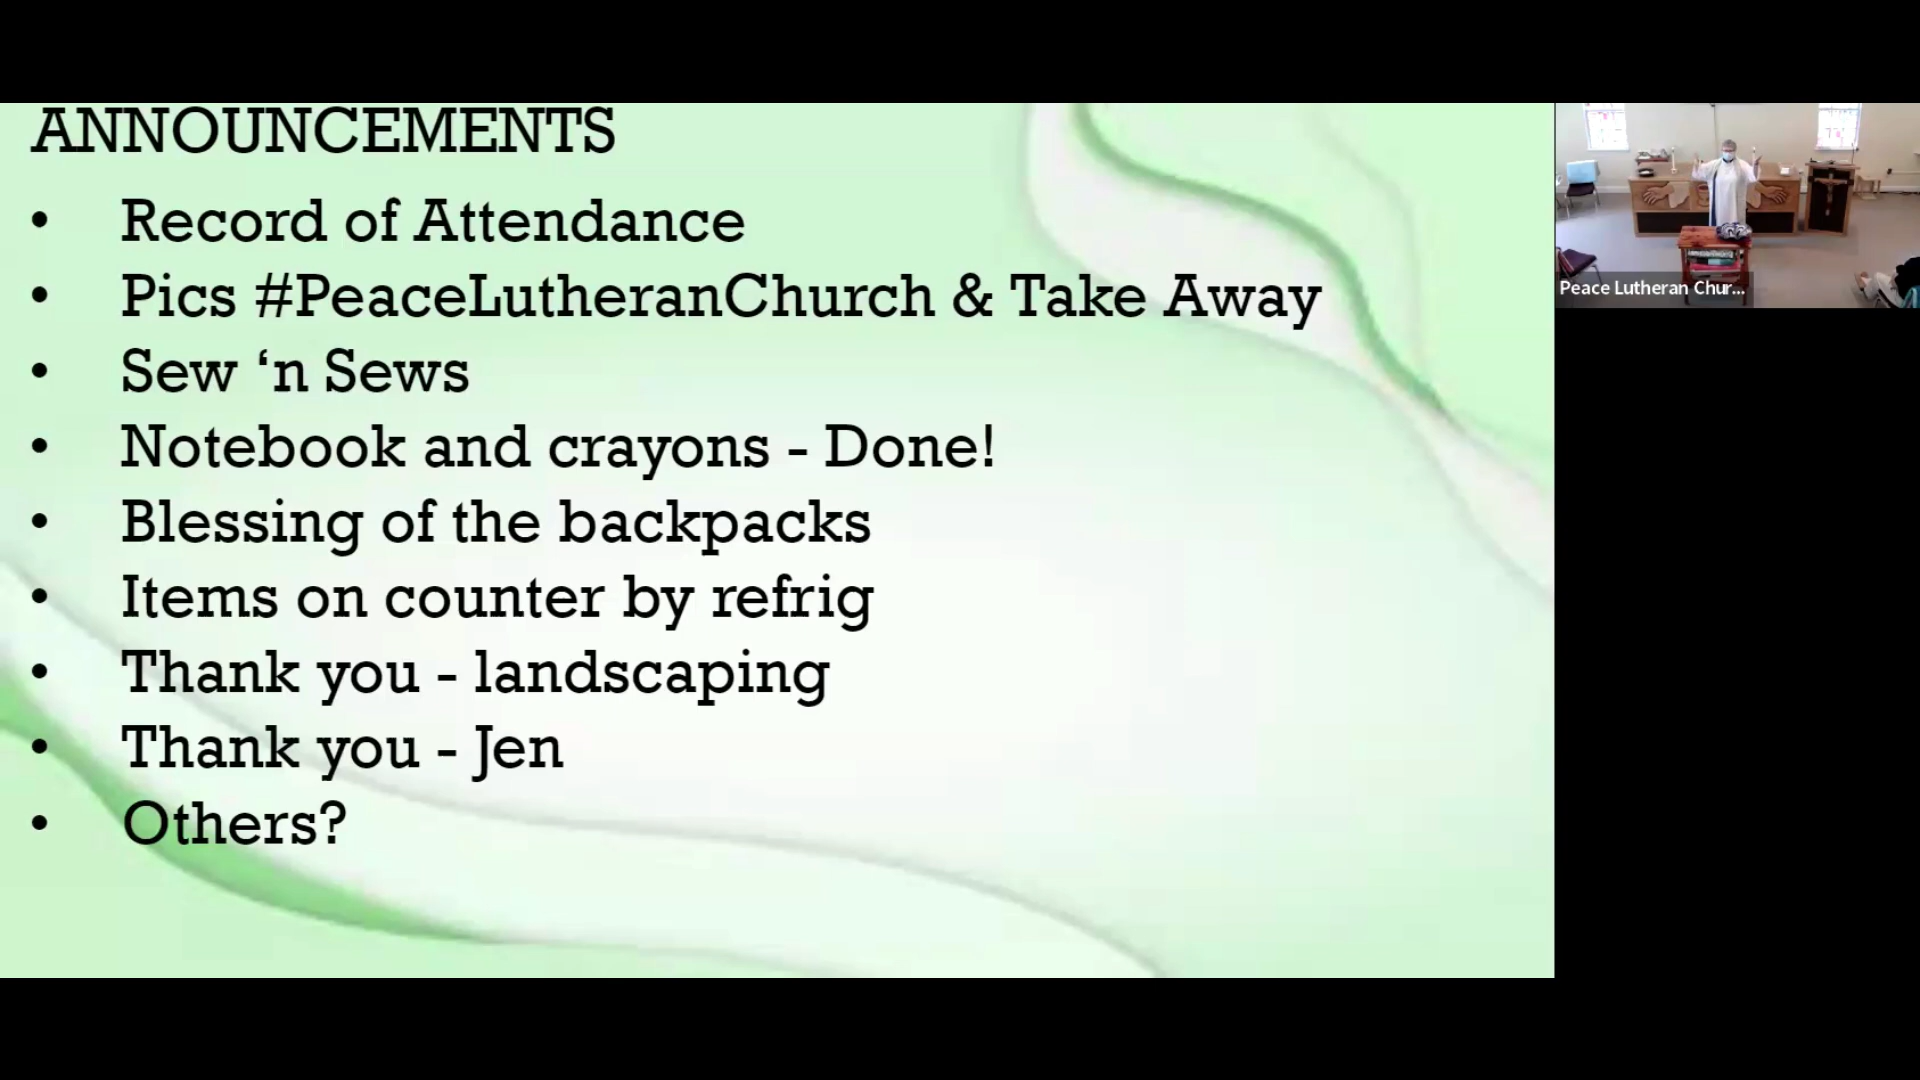 ANNOUNCEMENTS
• Record of Attendance
• Pics #PeaceLutheranChurch & Take Away
• Sew ‘n Sews
• Notebook and crayons - Done!
• Blessing of the backpacks
• Items on counter by refrig
• Thank you - landscaping
• Thank you - Jen
• Others?
Peace Lutheran Chur...